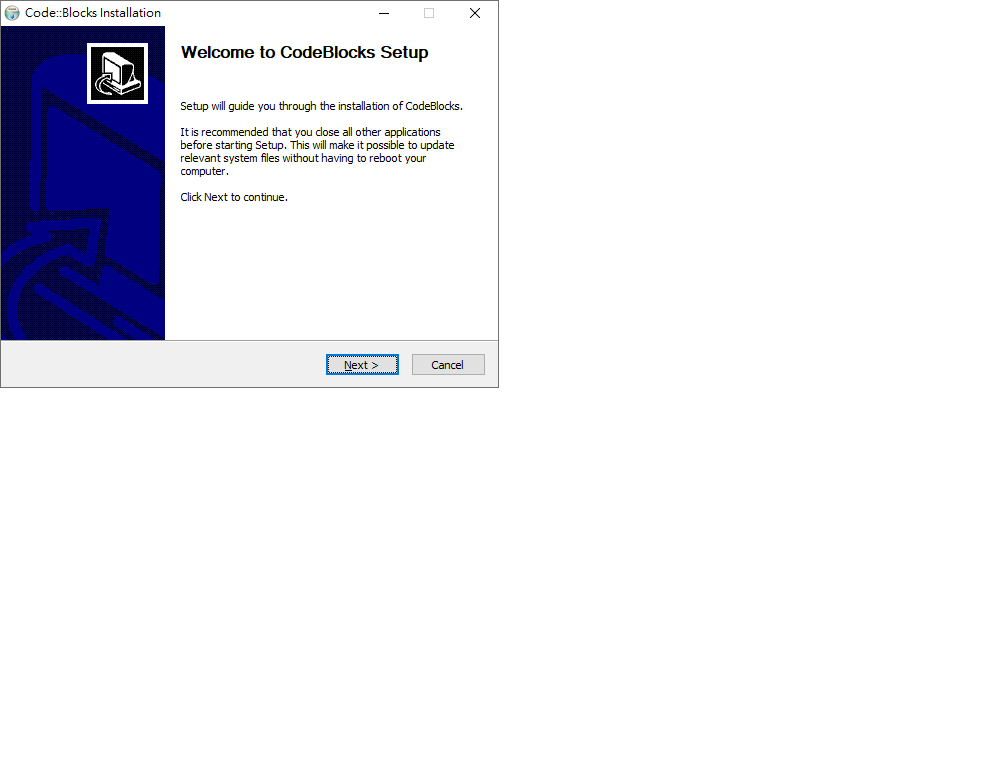 Code::Blocks Installation
Welcome to CodeBlocks Setup
Setup will guide you through the installation of CodeBlocks.
It is recommended that you close all other applications
before starting Setup. This will make it possible to update
relevant system files without having to reboot your
computer.
Click Next to continue.
Next >
Cancel